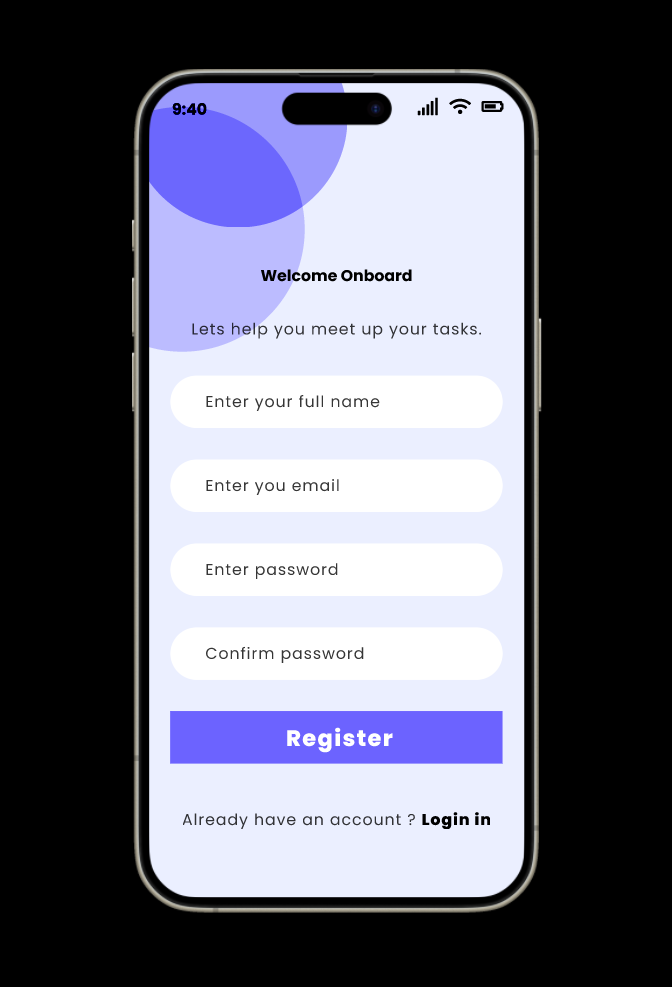 9:40
Welcome Onboard
Lets help you meet up your tasks.
Enter your full name
Enter you email
Enter password
Confirm password
Register
Already have an account ? Login in